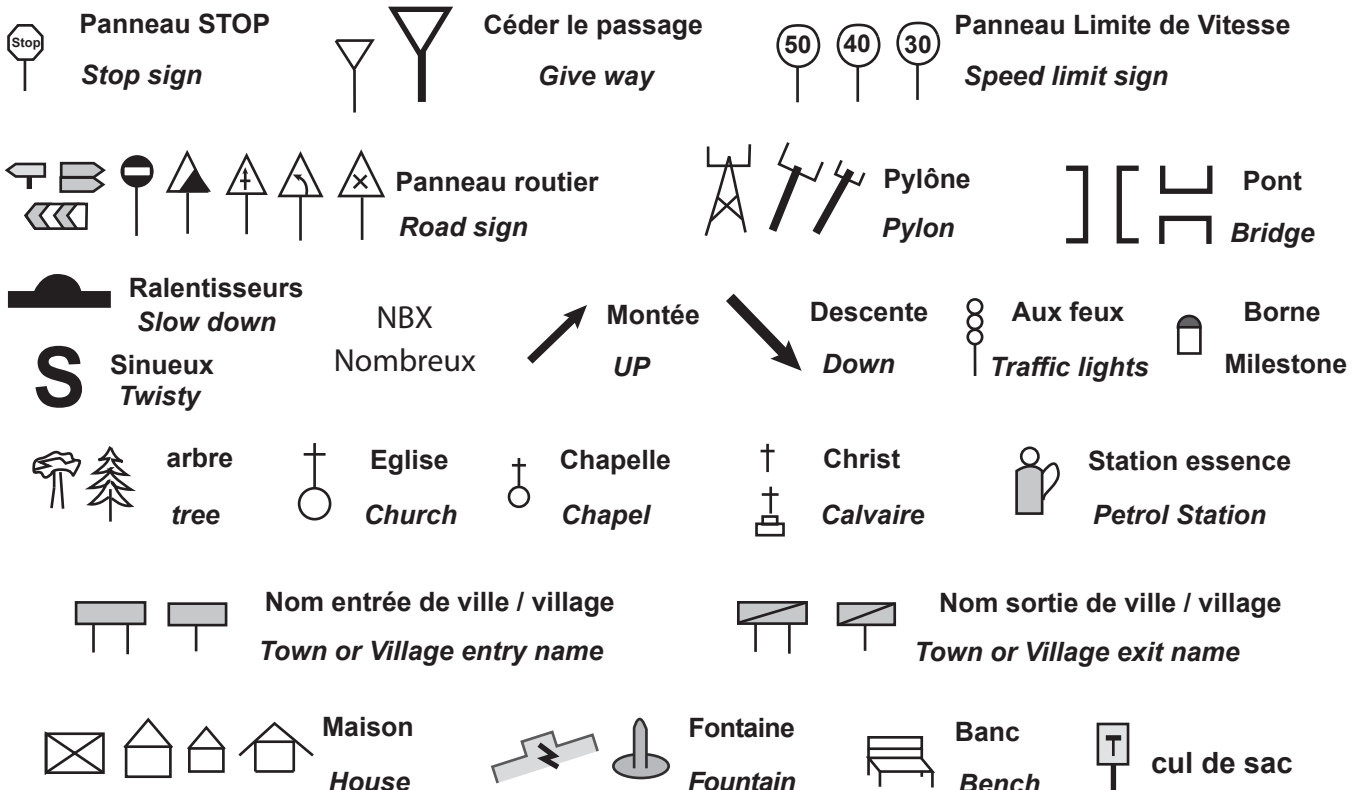 Stop
Panneau STOP
Stop sign
Céder le passage
Give way
50 40 30
Panneau Limite de Vitesse
Speed limit sign
Panneau routier
Road sign
Pylône
Pylon
Pont
Bridge
Ralentisseurs
Slow down
S
Sinueux
Twisty
NBX
Nombreux
Montée
UP
Descente
Down
Aux feux
Traffic lights
Borne
Milestone
arbre
tree
Eglise
Church
Chapelle
Chapel
Christ
Calvaire
Station essence
Petrol Station
Nom entrée de ville / village
Town or Village entry name
Nom sortie de ville / village
Town or Village exit name
Maison
House
Fontaine
Fountain
Banc
Bench
cul de sac